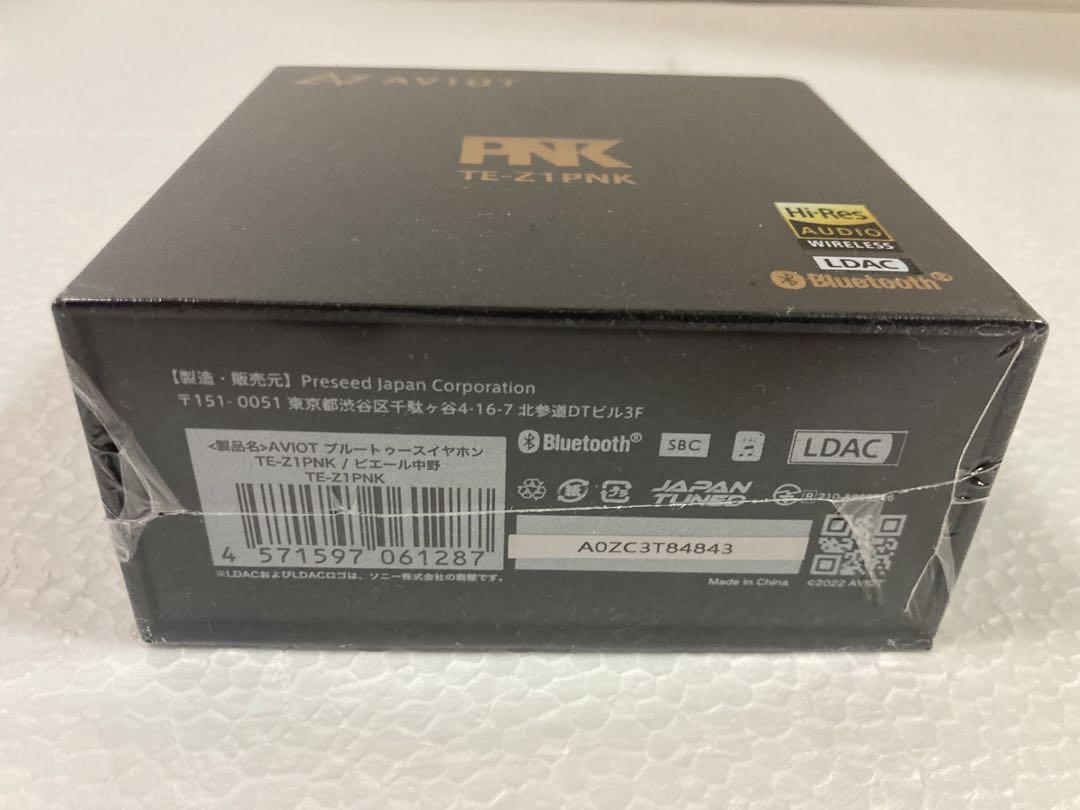 AVIOT
PNK
TE-Z1PNK
Hi-Res
AUDIO
WIRELESS
LDAC
Bluetooth®
【製造・販売元】Preseed Japan Corporation
〒151-0051 東京都渋谷区千駄ヶ谷4-16-7 北参道DTビル3F
<製品名>AVIOT ブルートゥースイヤホン
TE-Z1PNK / ピエール中野
TE-Z1PNK
4 571597 061287
※LDACおよびLDACロゴは、ソニー株式会社の商標です。
Bluetooth® SBC LDAC
紙 プラ JAPAN
TUNED R
A0ZC3T84843
Made in China ©2022 AVIOT